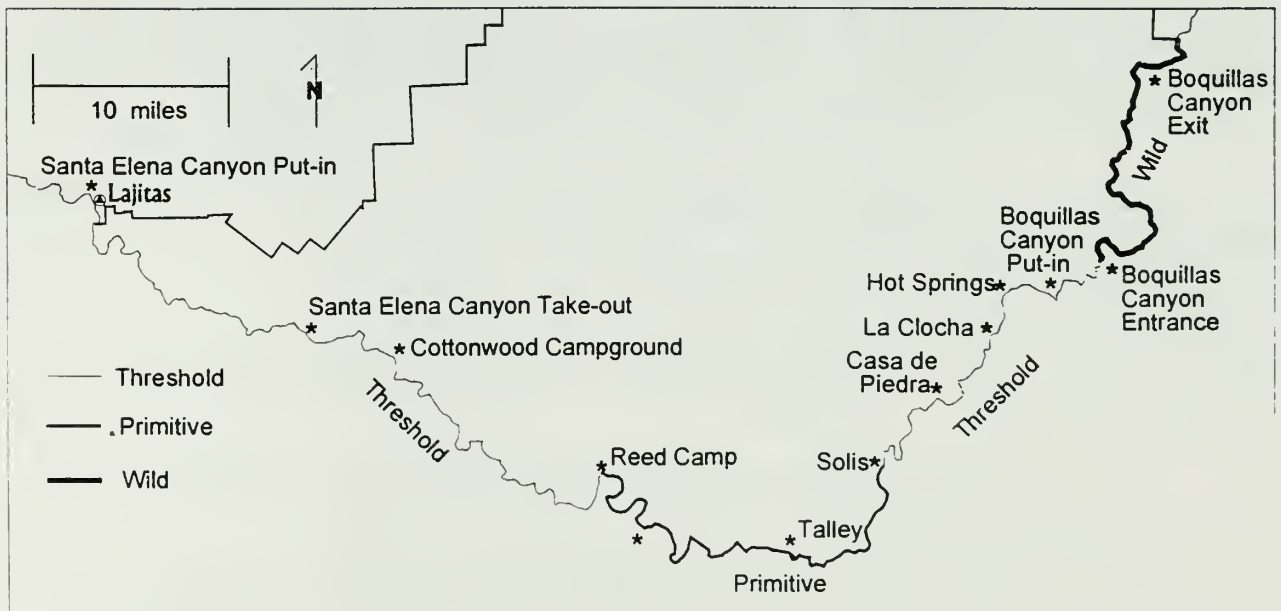 10 miles
N
Santa Elena Canyon Put-in
Lajitas
Santa Elena Canyon Take-out
Cottonwood Campground
Threshold
Primitive
Wild
Threshold
Reed Camp
Talley
Primitive
Solis
Threshold
Casa de
Piedra
La Clocha
Hot Springs
Boquillas
Canyon
Put-in
Boquillas
Canyon
Entrance
Wild
Boquillas
Canyon
Exit